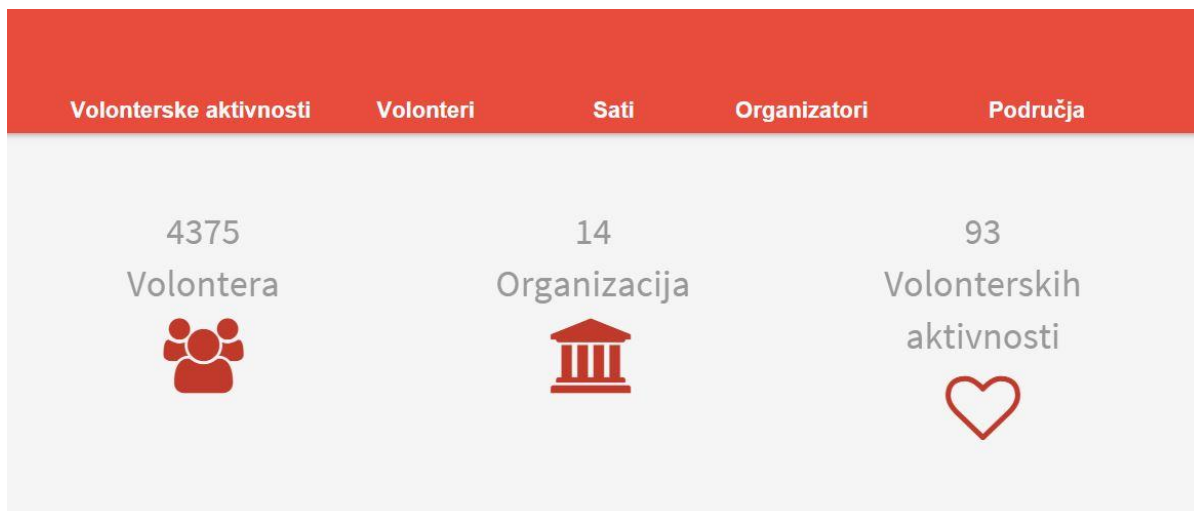 Volonterske aktivnosti Volonteri Sati Organizatori Područja
4375
Volontera
14
Organizacija
93
Volonterskih
aktivnosti